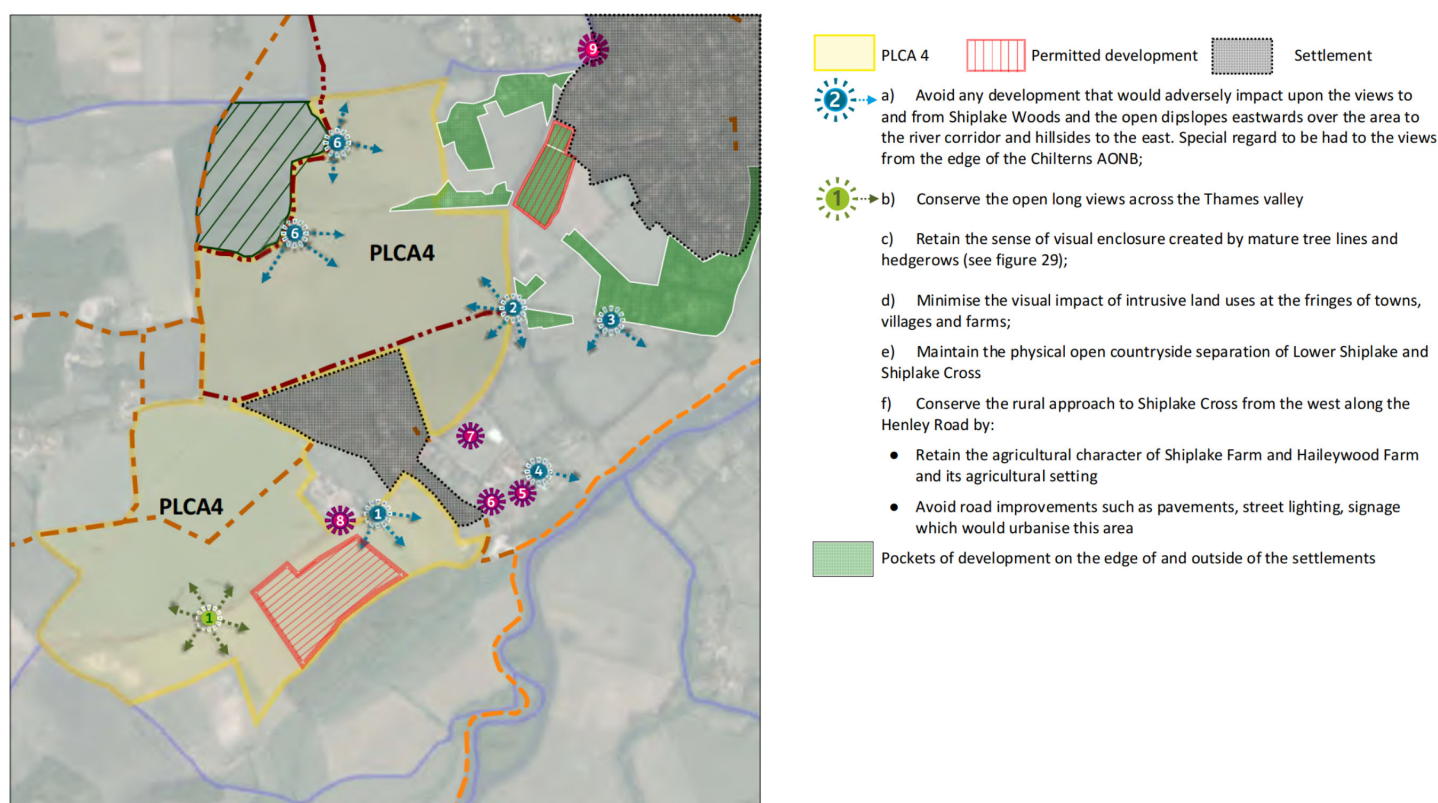 9
6
6
PLCA4
2
3
7
4
5
6
8
1
PLCA4
1
PLCA 4
Permitted development
Settlement
2
a) Avoid any development that would adversely impact upon the views to
and from Shiplake Woods and the open dipslopes eastwards over the area to
the river corridor and hillsides to the east. Special regard to be had to the views
from the edge of the Chilterns AONB;
1
b) Conserve the open long views across the Thames valley
c) Retain the sense of visual enclosure created by mature tree lines and
hedgerows (see figure 29);
d) Minimise the visual impact of intrusive land uses at the fringes of towns,
villages and farms;
e) Maintain the physical open countryside separation of Lower Shiplake and
Shiplake Cross
f) Conserve the rural approach to Shiplake Cross from the west along the
Henley Road by:
● Retain the agricultural character of Shiplake Farm and Haileywood Farm
and its agricultural setting
● Avoid road improvements such as pavements, street lighting, signage
which would urbanise this area
Pockets of development on the edge of and outside of the settlements